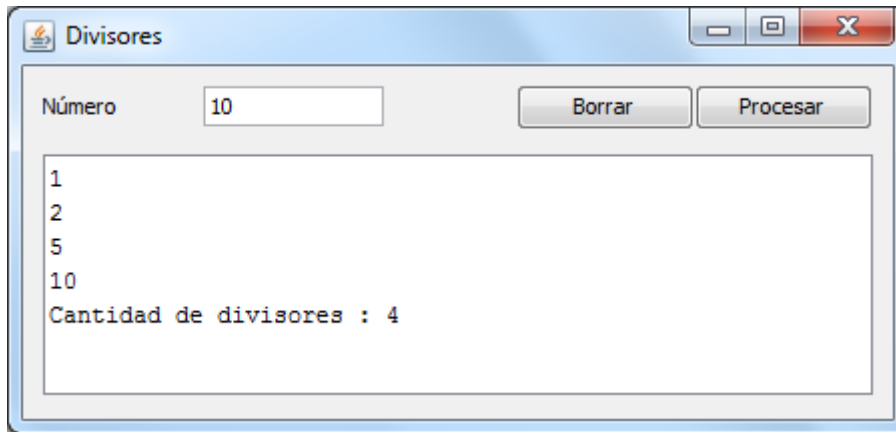 Divisores
Número 10 Borrar Procesar
1
2
5
10
Cantidad de divisores : 4